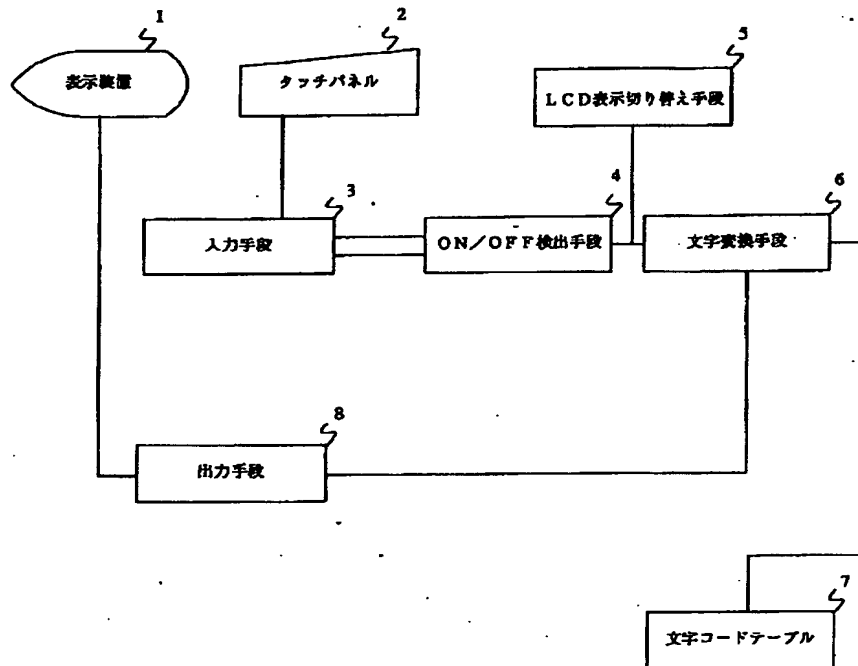 1
表示装置
2
タッチパネル
5
LCD表示切り替え手段
3
入力手段
4
ON/OFF検出手段
6
文字変換手段
8
出力手段
7
文字コードテーブル